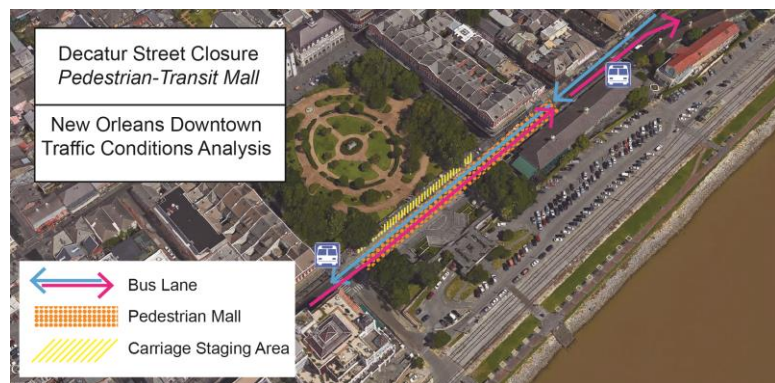 Decatur Street Closure
Pedestrian-Transit Mall
New Orleans Downtown
Traffic Conditions Analysis
Bus Lane
Pedestrian Mall
Carriage Staging Area